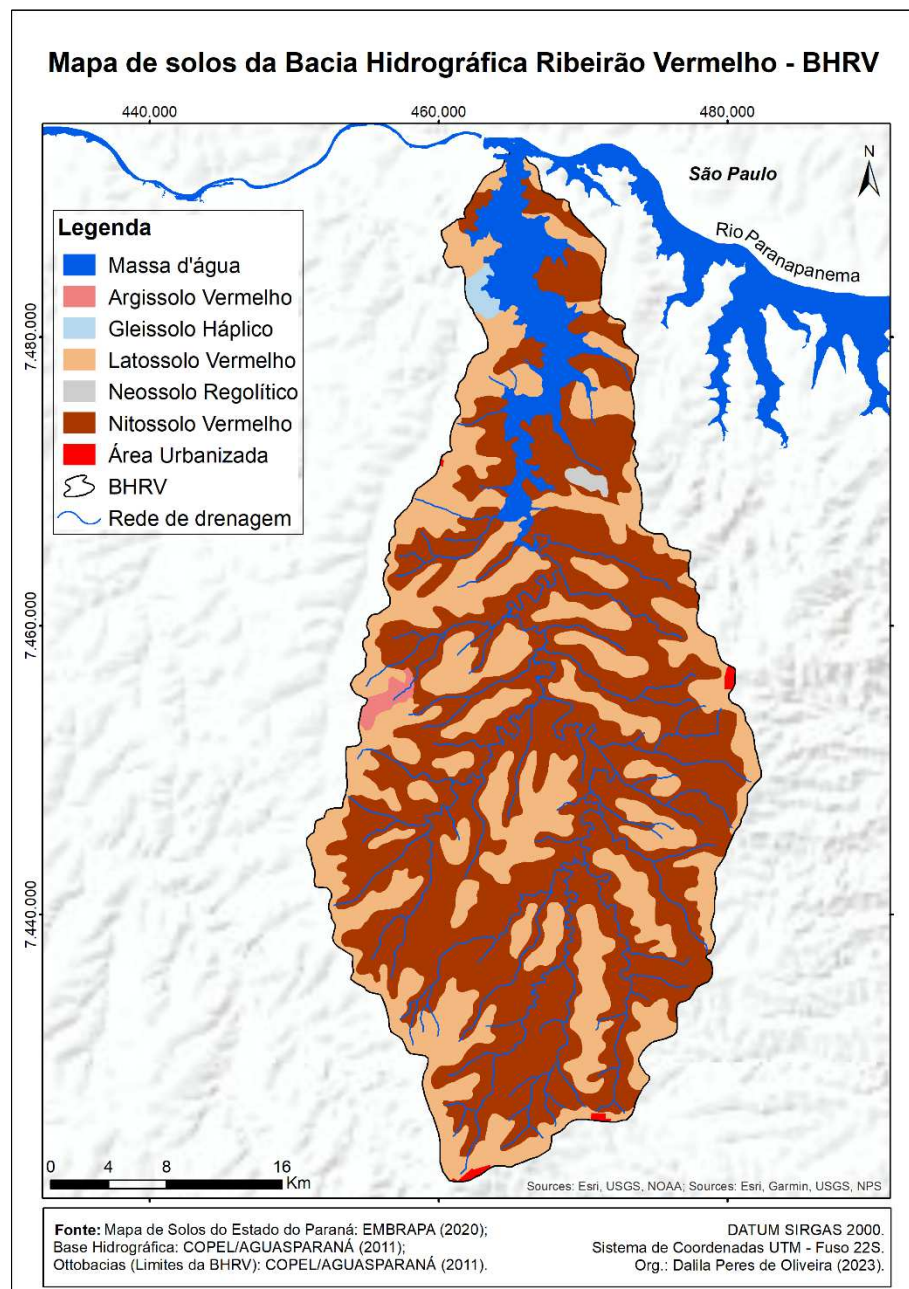 Mapa de solos da Bacia Hidrográfica Ribeirão Vermelho - BHRV
440.000
460.000
480.000
N
São Paulo
Rio Paranapanema
Legenda
Massa d'água
Argissolo Vermelho
Gleissolo Háplico
Latossolo Vermelho
Neossolo Regolítico
Nitossolo Vermelho
Área Urbanizada
BHRV
Rede de drenagem
7.480.000
7.460.000
7.440.000
0 4 8 16
Km
Sources: Esri, USGS, NOAA; Sources: Esri, Garmin, USGS, NPS
Fonte: Mapa de Solos do Estado do Paraná: EMBRAPA (2020);
Base Hidrográfica: COPEL/AGUASPARANÁ (2011);
Ottobacias (Limites da BHRV): COPEL/AGUASPARANÁ (2011).
DATUM SIRGAS 2000.
Sistema de Coordenadas UTM - Fuso 22S.
Org.: Dalila Peres de Oliveira (2023).